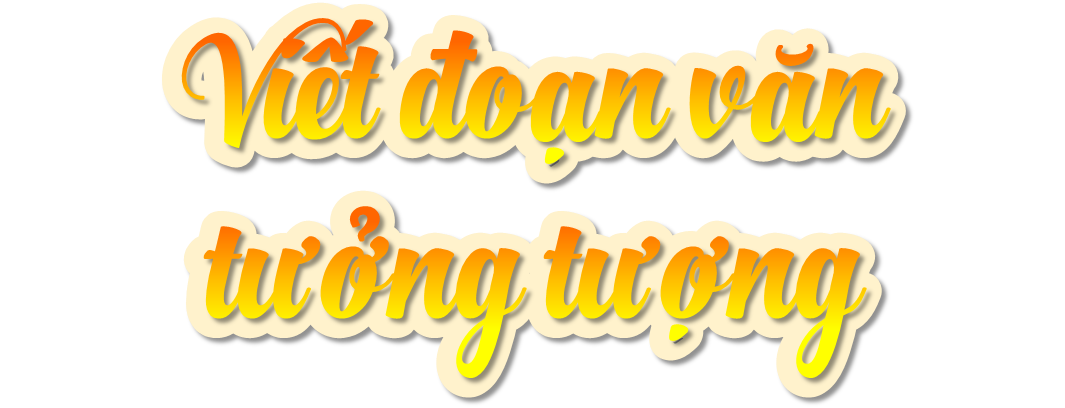 Viết đoạn văn
tưởng tượng